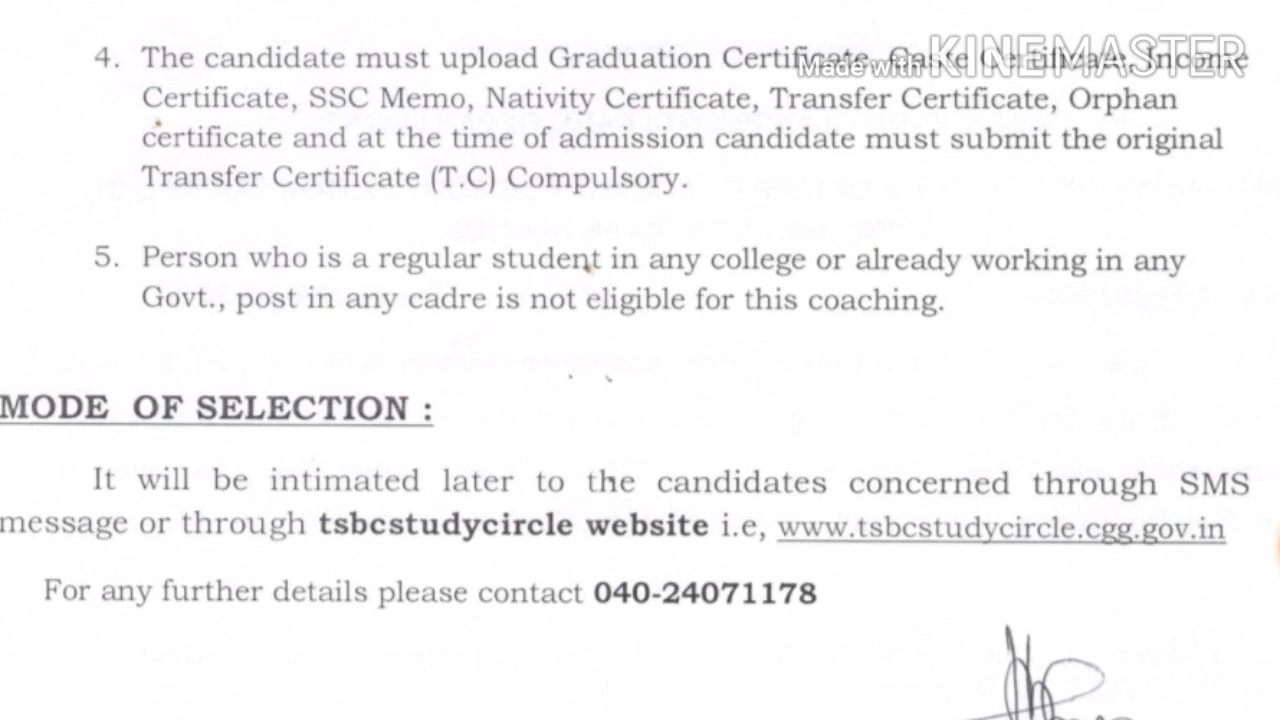 4. The candidate must upload Graduation Certificate, Caste Certificate, Income
Made with KINEMASTER
Certificate, SSC Memo, Nativity Certificate, Transfer Certificate, Orphan
certificate and at the time of admission candidate must submit the original
Transfer Certificate (T.C) Compulsory.
5. Person who is a regular student in any college or already working in any
Govt., post in any cadre is not eligible for this coaching.
MODE OF SELECTION :
It will be intimated later to the candidates concerned through SMS
message or through tsbcstudycircle website i.e, www.tsbcstudycircle.cgg.gov.in
For any further details please contact 040-24071178